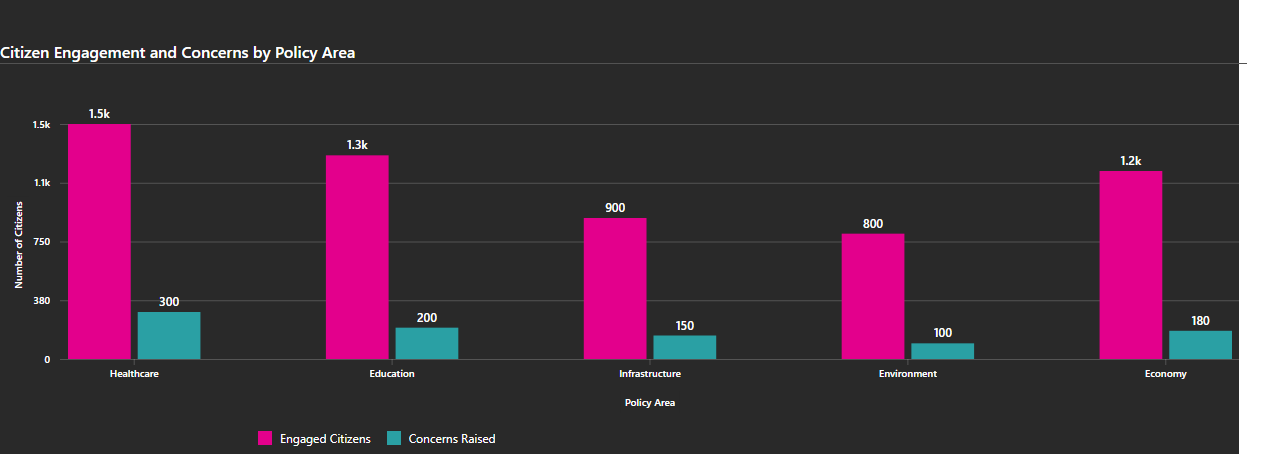 Citizen Engagement and Concerns by Policy Area
1.5k
1.3k
900
800
1.2k
300
200
150
100
180
1.5k
1.1k
750
380
0
Number of Citizens
Healthcare
Education
Infrastructure
Environment
Economy
Policy Area
Engaged Citizens
Concerns Raised